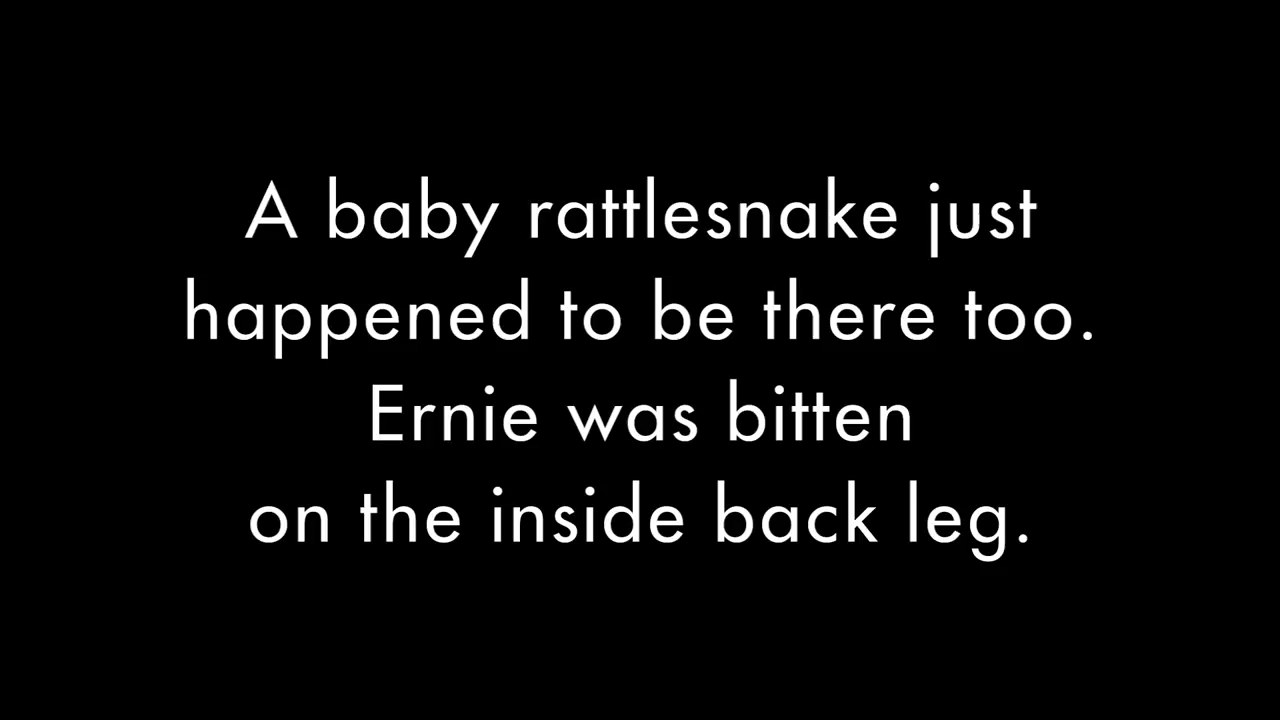 A baby rattlesnake just
happened to be there too.
Ernie was bitten
on the inside back leg.